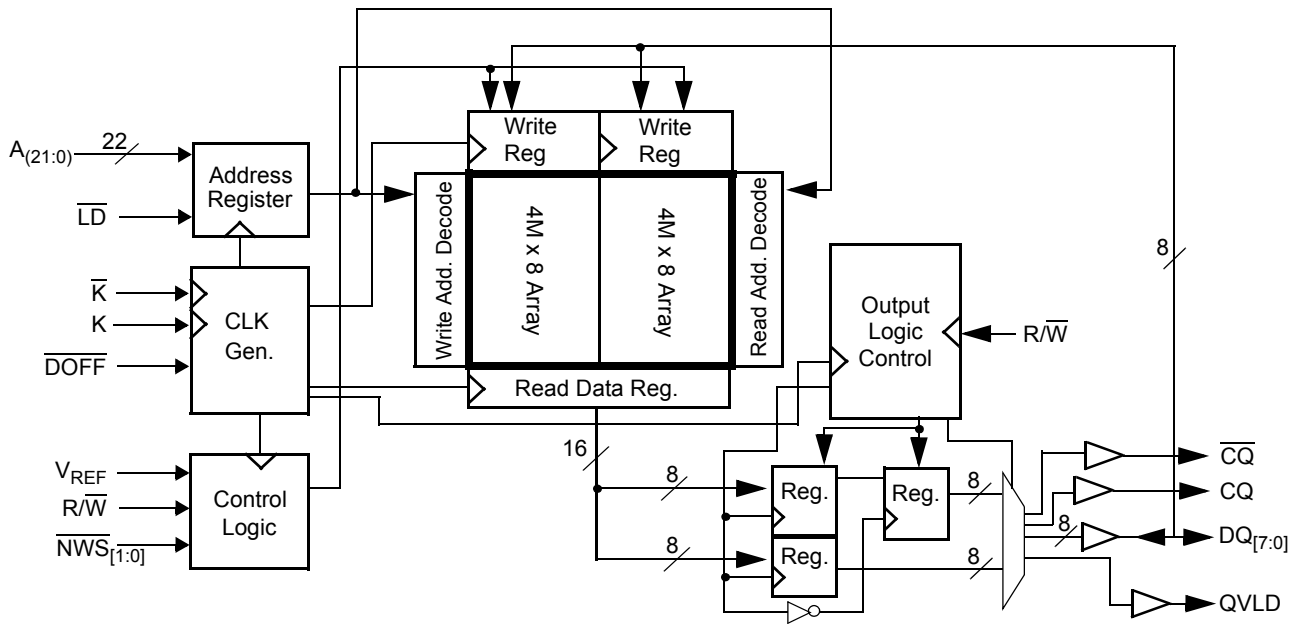 A(21:0)
22
LD
Address
Register
K
K
DOFF
CLK
Gen.
VREF
R/W
NWS[1:0]
Control
Logic
Write
Reg
Write
Reg
Write Add. Decode
4M x 8 Array
4M x 8 Array
Read Add. Decode
Read Data Reg.
16
8
8
Output
Logic
Control
R/W
8
Reg.
Reg.
Reg.
8
8
8
CQ
CQ
DQ[7:0]
QVLD